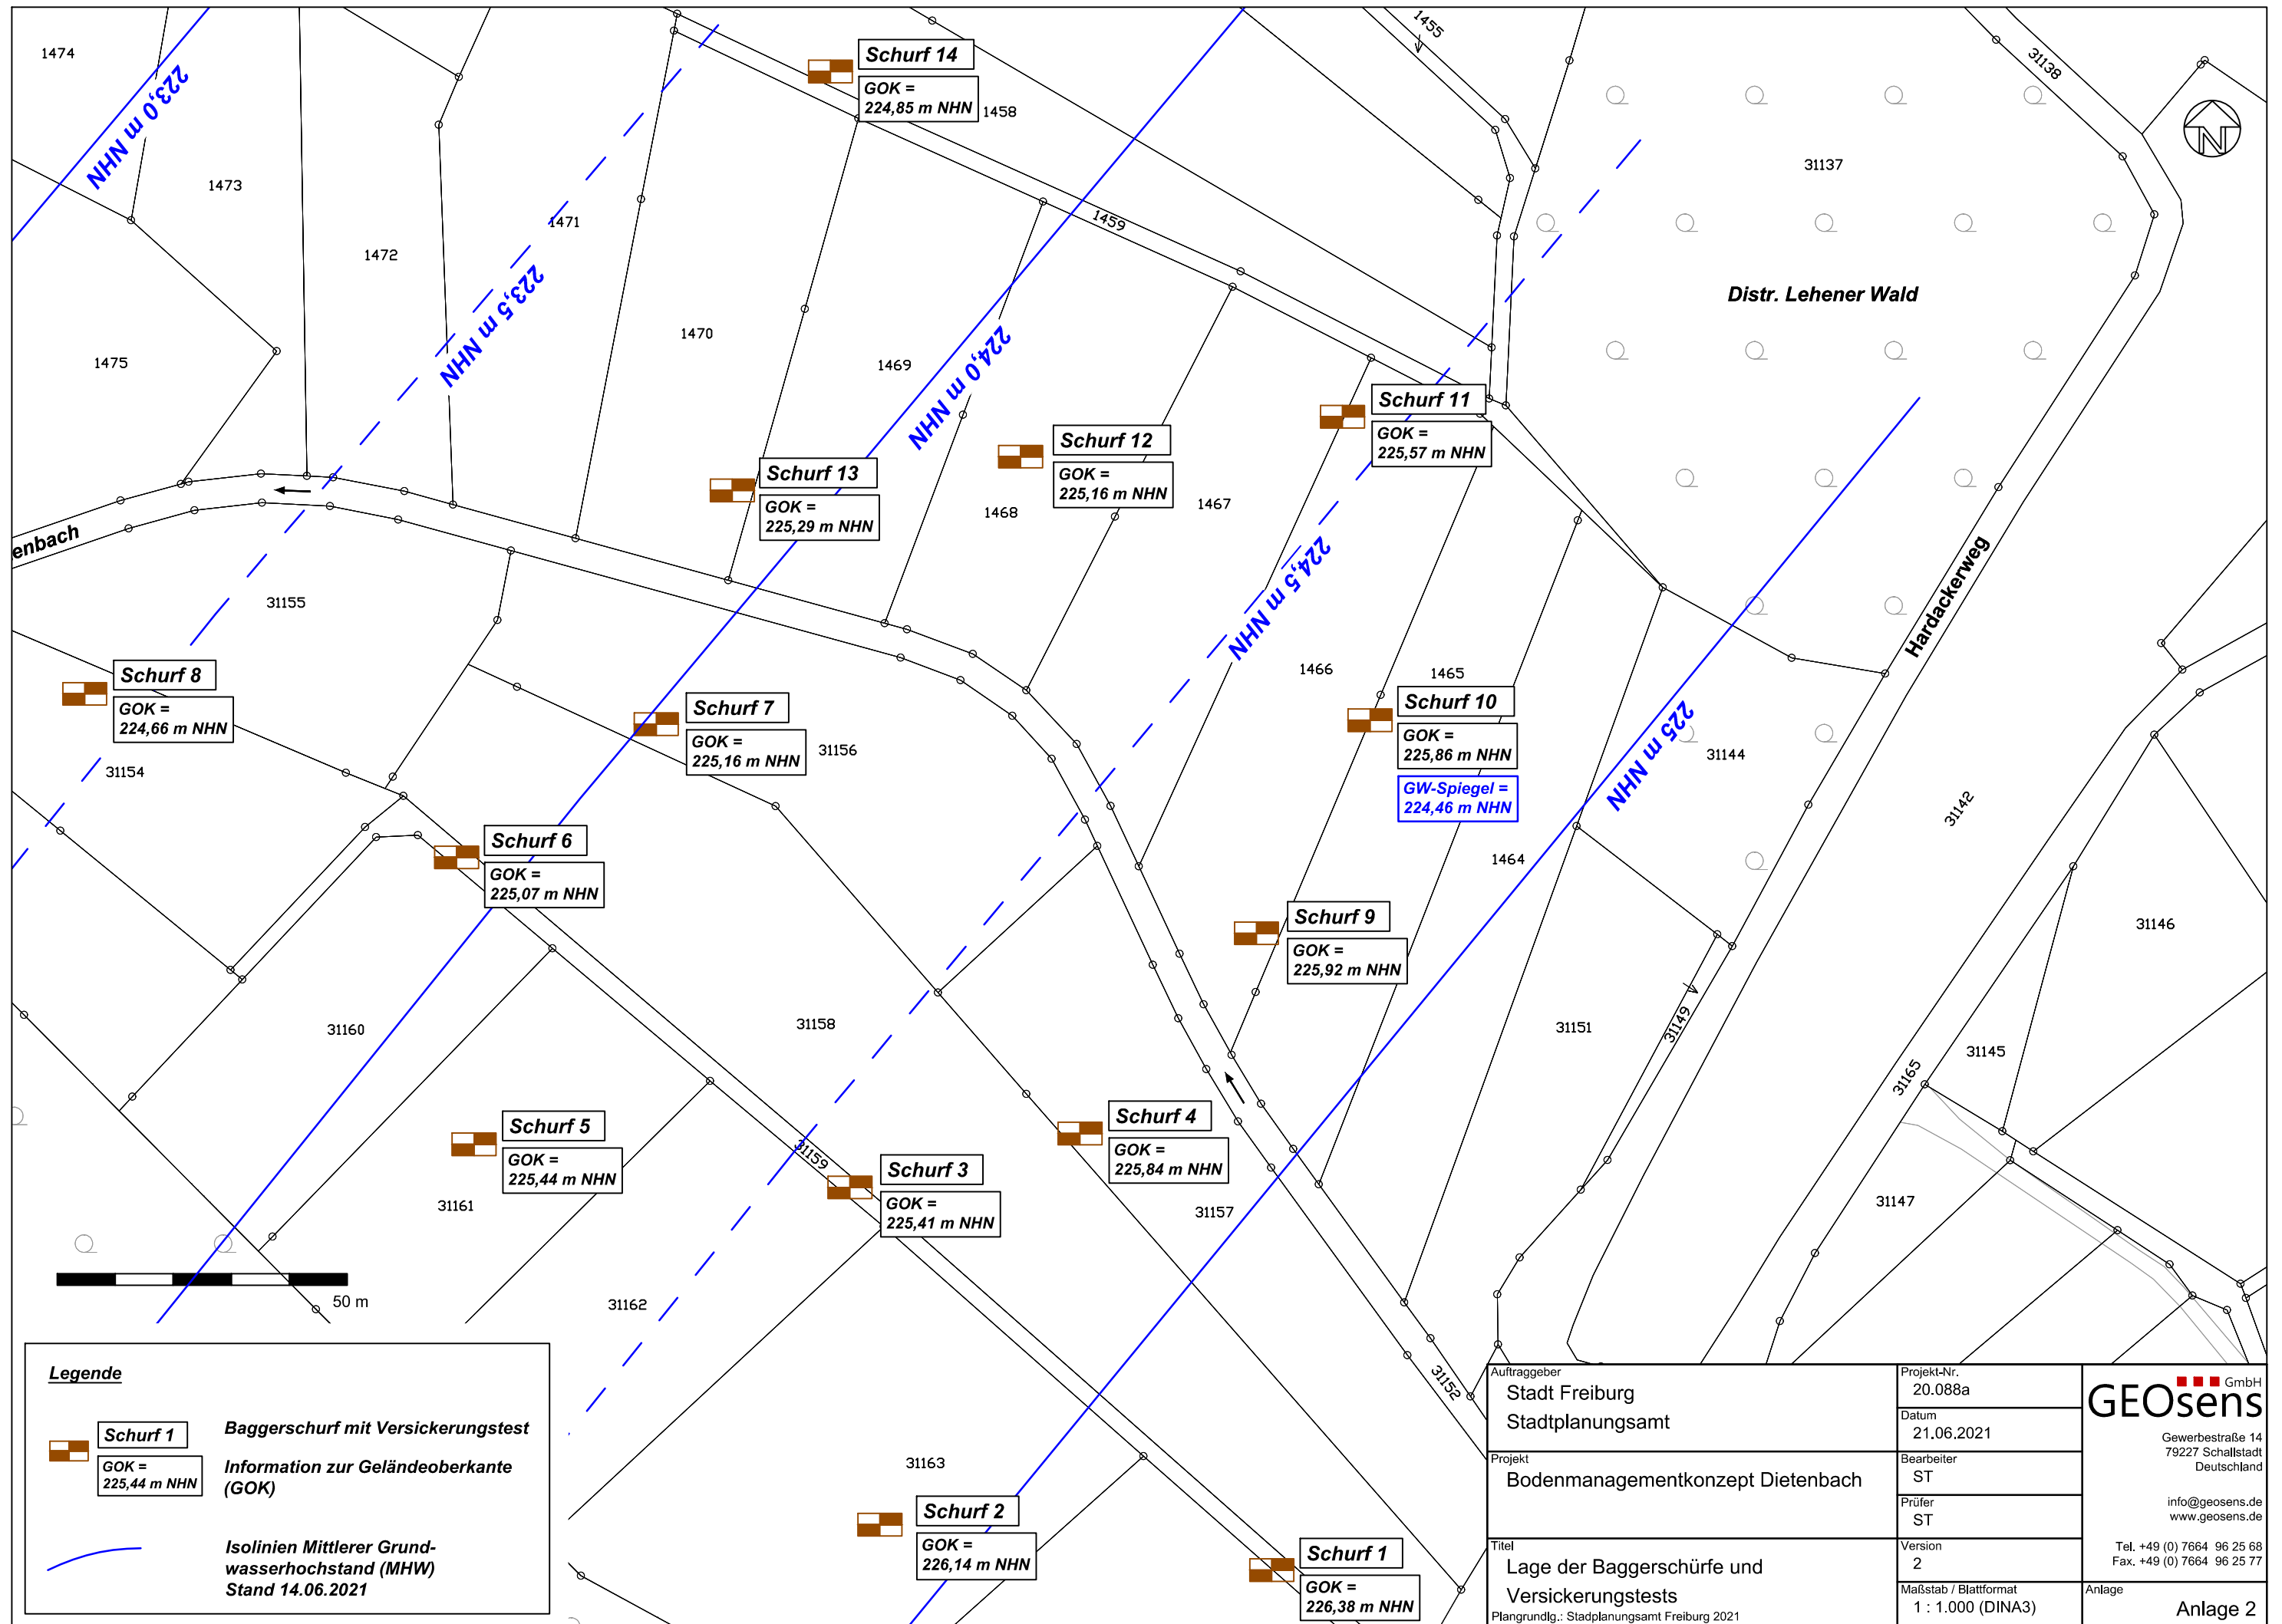 1474
223,0 m NHN
1473
1475
1472
1471
223,5 m NHN
1470
Schurf 14
GOK =
224,85 m NHN
1458
1459
1469
224,0 m NHN
1455
31138
31137
Distr. Lehener Wald
Schurf 13
GOK =
225,29 m NHN
Schurf 12
GOK =
225,16 m NHN
1468
1467
Schurf 11
GOK =
225,57 m NHN
224,5 m NHN
enbach
31155
Schurf 8
GOK =
224,66 m NHN
31154
Schurf 7
GOK =
225,16 m NHN
31156
1466
1465
Schurf 10
GOK =
225,86 m NHN
GW-Spiegel =
224,46 m NHN
225 m NHN
Hardackerweg
31144
31142
1464
Schurf 6
GOK =
225,07 m NHN
Schurf 9
GOK =
225,92 m NHN
31146
31160
31158
31151
31149
31145
31165
Schurf 5
GOK =
225,44 m NHN
31161
31159
Schurf 3
GOK =
225,41 m NHN
Schurf 4
GOK =
225,84 m NHN
31157
31147
50 m
31162
31152
31163
Schurf 2
GOK =
226,14 m NHN
Schurf 1
GOK =
226,38 m NHN
N
Legende
Schurf 1
GOK =
225,44 m NHN
Baggerschurf mit Versickerungstest
Information zur Geländeoberkante
(GOK)
Isolinien Mittlerer Grund-
wasserhochstand (MHW)
Stand 14.06.2021
Auftraggeber
Stadt Freiburg
Stadtplanungsamt
Projekt
Bodenmanagementkonzept Dietenbach
Titel
Lage der Baggerschürfe und
Versickerungstests
Plangrundlg.: Stadtplanungsamt Freiburg 2021
Projekt-Nr.
20.088a
Datum
21.06.2021
Bearbeiter
ST
Prüfer
ST
Version
2
Maßstab / Blattformat
1 : 1.000 (DINA3)
GmbH
GEOsens
Gewerbestraße 14
79227 Schallstadt
Deutschland
info@geosens.de
www.geosens.de
Tel. +49 (0) 7664 96 25 68
Fax. +49 (0) 7664 96 25 77
Anlage
Anlage 2